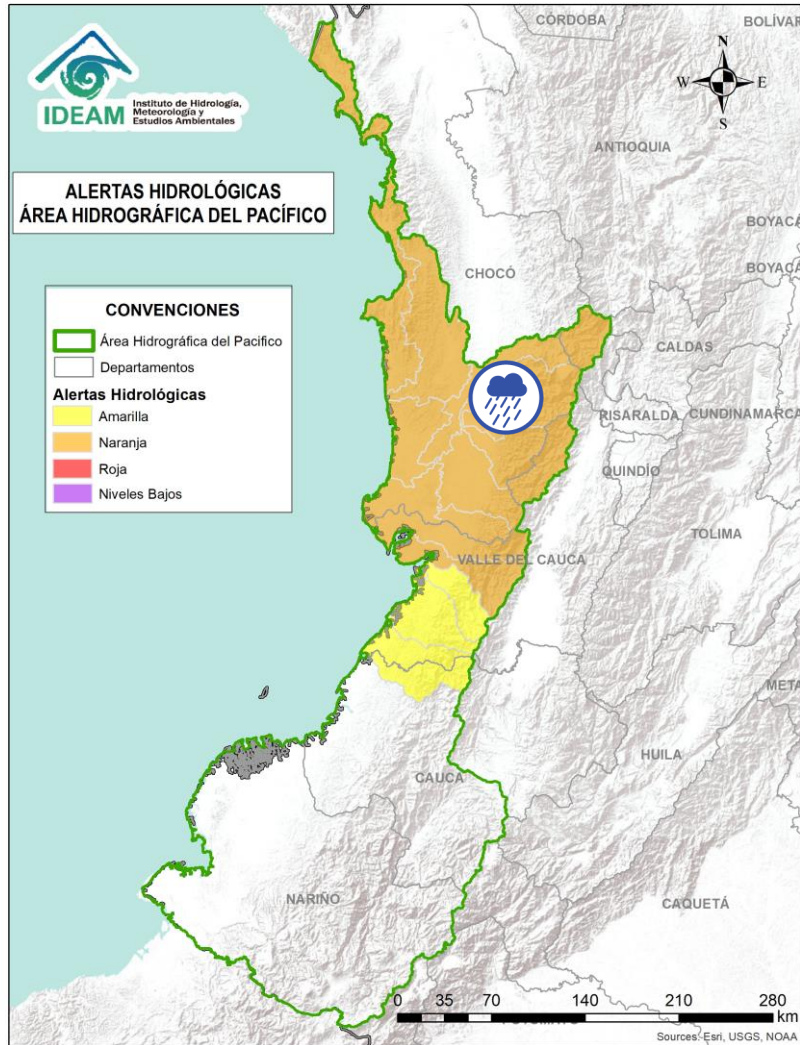 IDEAM
Instituto de Hidrología,
Meteorología y
Estudios Ambientales
ALERTAS HIDROLÓGICAS
ÁREA HIDROGRÁFICA DEL PACÍFICO
CONVENCIONES
Área Hidrográfica del Pacifico
Departamentos
Alertas Hidrológicas
Amarilla
Naranja
Roja
Niveles Bajos
CÓRDOBA
BOLÍVAR
N
W
E
S
ANTIOQUIA
BOYACÁ
CHOCÓ
BOYACÁ
CALDAS
RISARALDA
CUNDINAMARCA
QUINDÍO
TOLIMA
VALLE DEL CAUCA
META
HUILA
CAUCA
NARIÑO
CAQUETÁ
0 35 70 140 210 280
km
Sources: Esri, USGS, NOAA